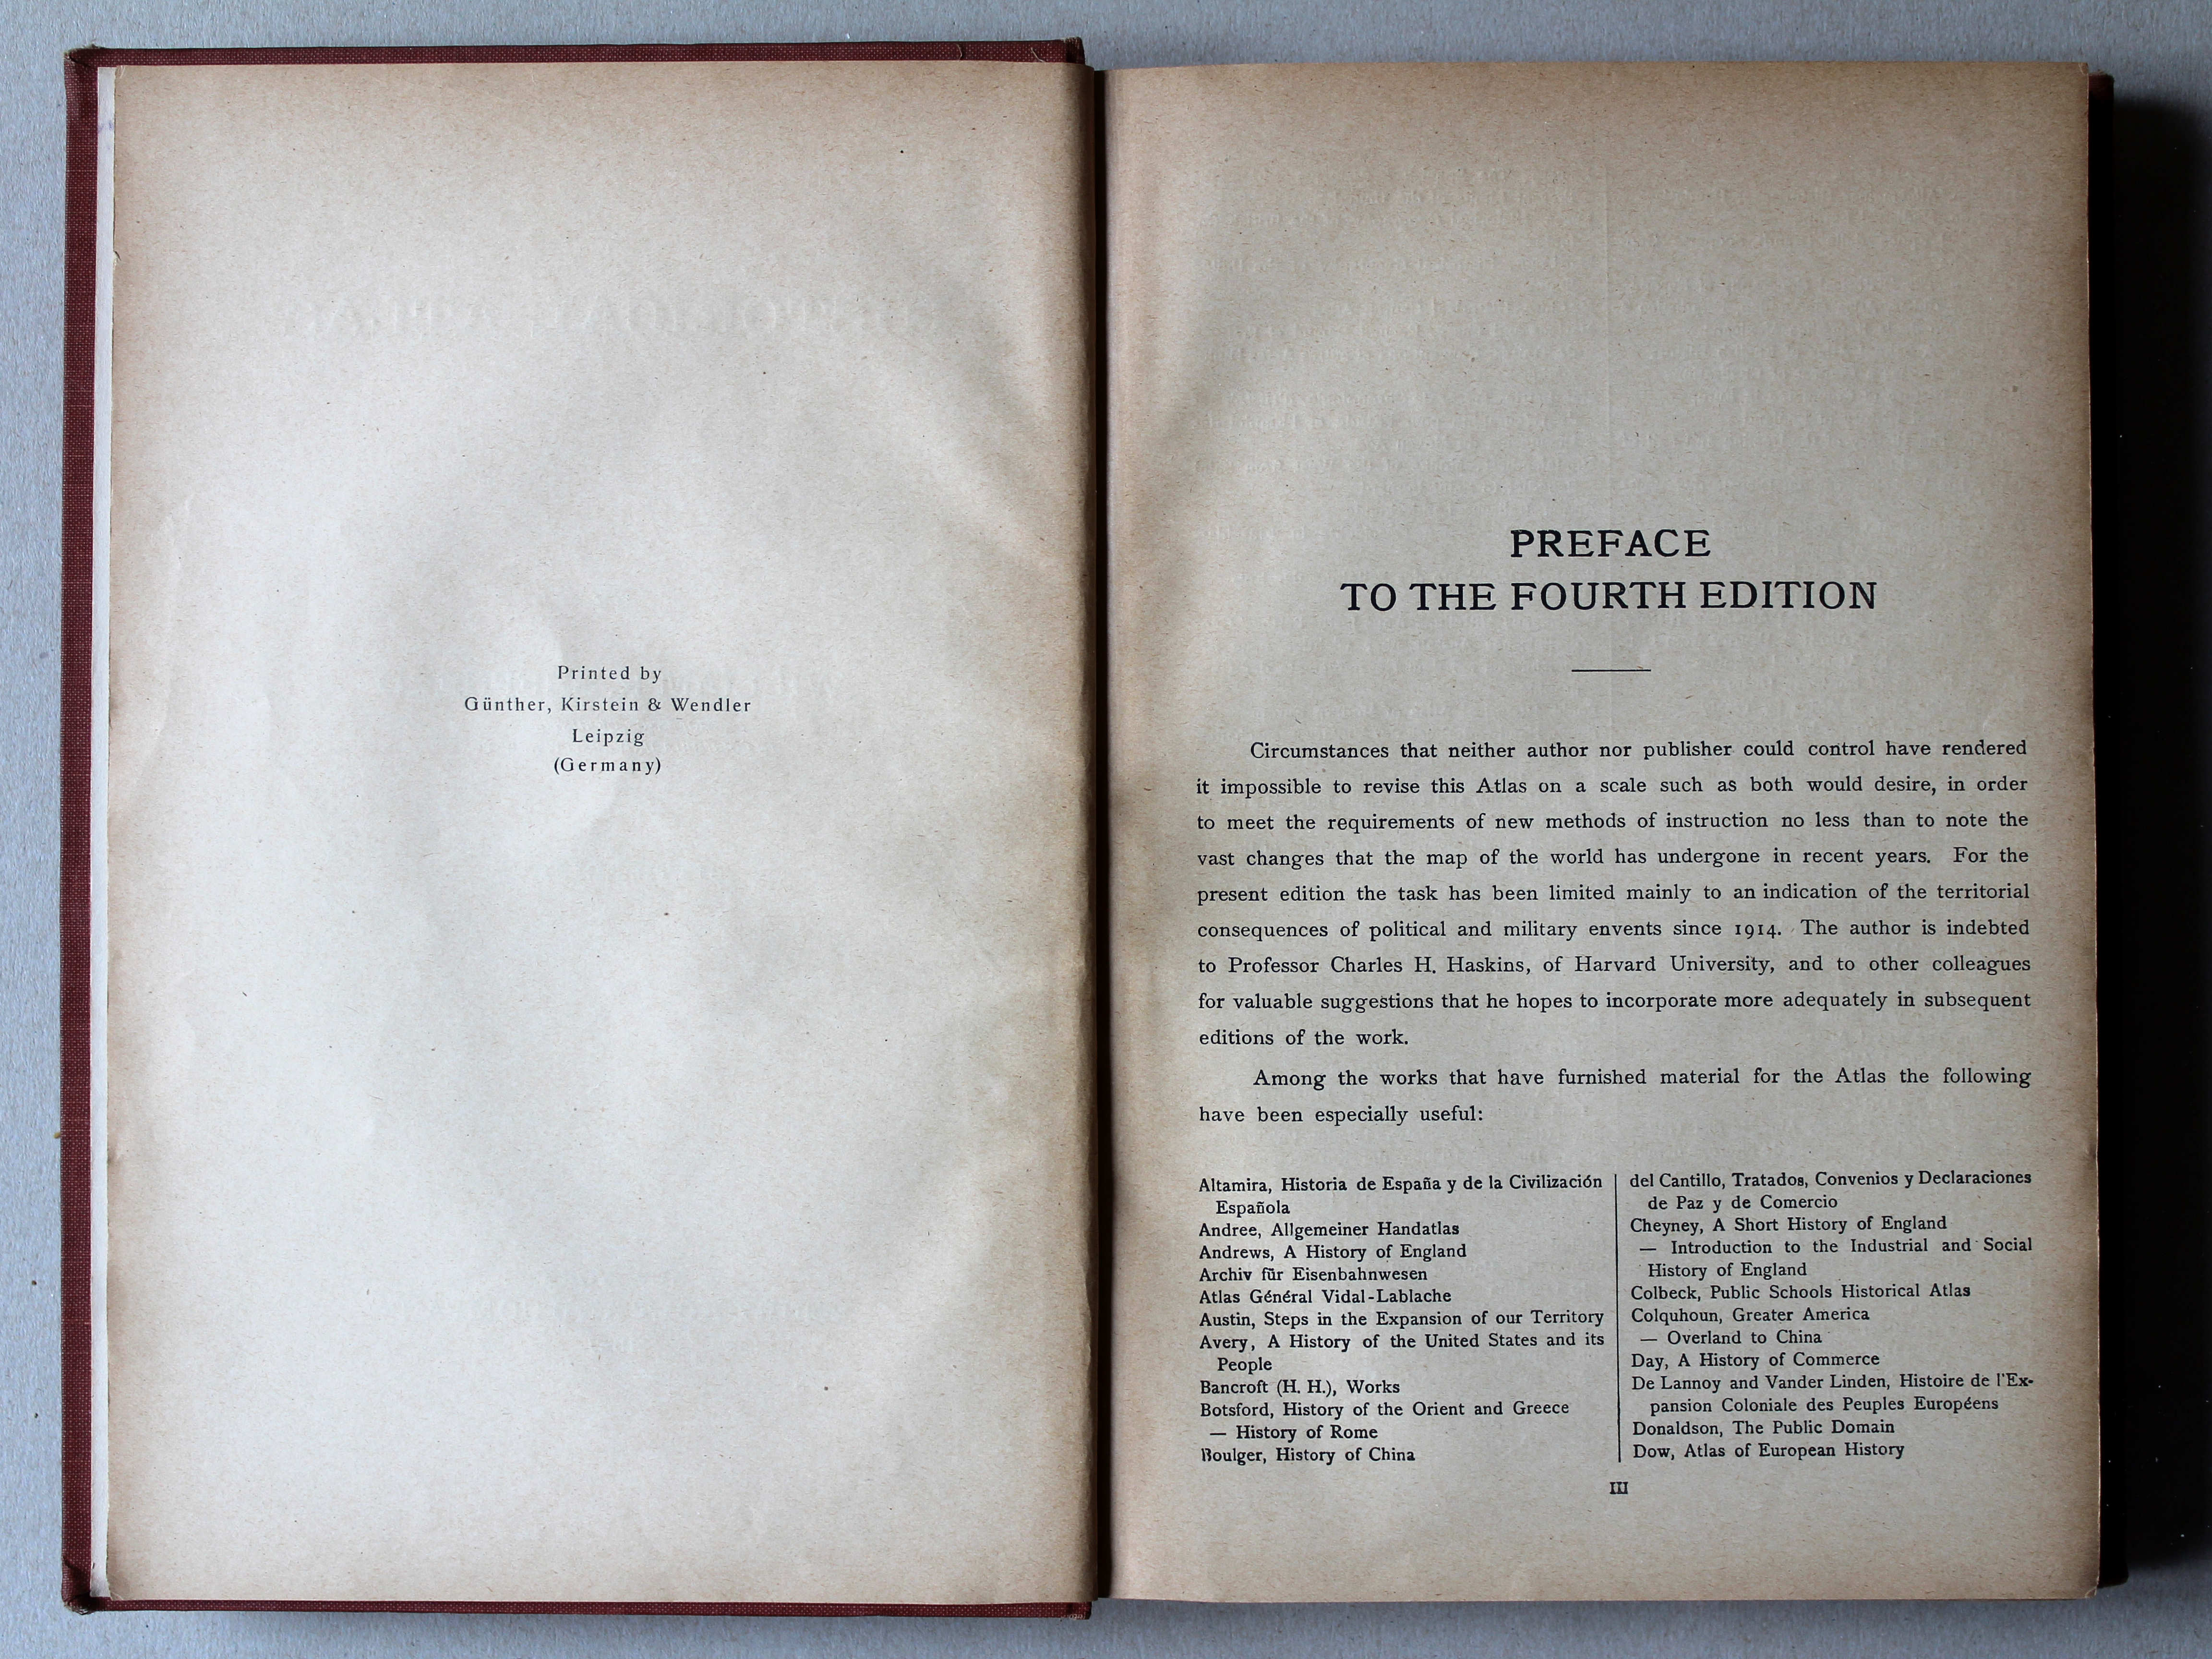 Printed by
Günther, Kirstein & Wendler
Leipzig
(Germany)
PREFACE
TO THE FOURTH EDITION
Circumstances that neither author nor publisher could control have rendered
it impossible to revise this Atlas on a scale such as both would desire, in order
to meet the requirements of new methods of instruction no less than to note the
vast changes that the map of the world has undergone in recent years. For the
present edition the task has been limited mainly to an indication of the territorial
consequences of political and military envents since 1914. The author is indebted
to Professor Charles H. Haskins, of Harvard University, and to other colleagues
for valuable suggestions that he hopes to incorporate more adequately in subsequent
editions of the work.
Among the works that have furnished material for the Atlas the following
have been especially useful:
Altamira, Historia de España y de la Civilización
Española
Andree, Allgemeiner Handatlas
Andrews, A History of England
Archiv für Eisenbahnwesen
Atlas Général Vidal-Lablache
Austin, Steps in the Expansion of our Territory
Avery, A History of the United States and its
People
Bancroft (H. H.), Works
Botsford, History of the Orient and Greece
— History of Rome
Boulger, History of China
del Cantillo, Tratados, Convenios y Declaraciones
de Paz y de Comercio
Cheyney, A Short History of England
— Introduction to the Industrial and Social
History of England
Colbeck, Public Schools Historical Atlas
Colquhoun, Greater America
— Overland to China
Day, A History of Commerce
De Lannoy and Vander Linden, Histoire de l'Ex-
pansion Coloniale des Peuples Européens
Donaldson, The Public Domain
Dow, Atlas of European History
III